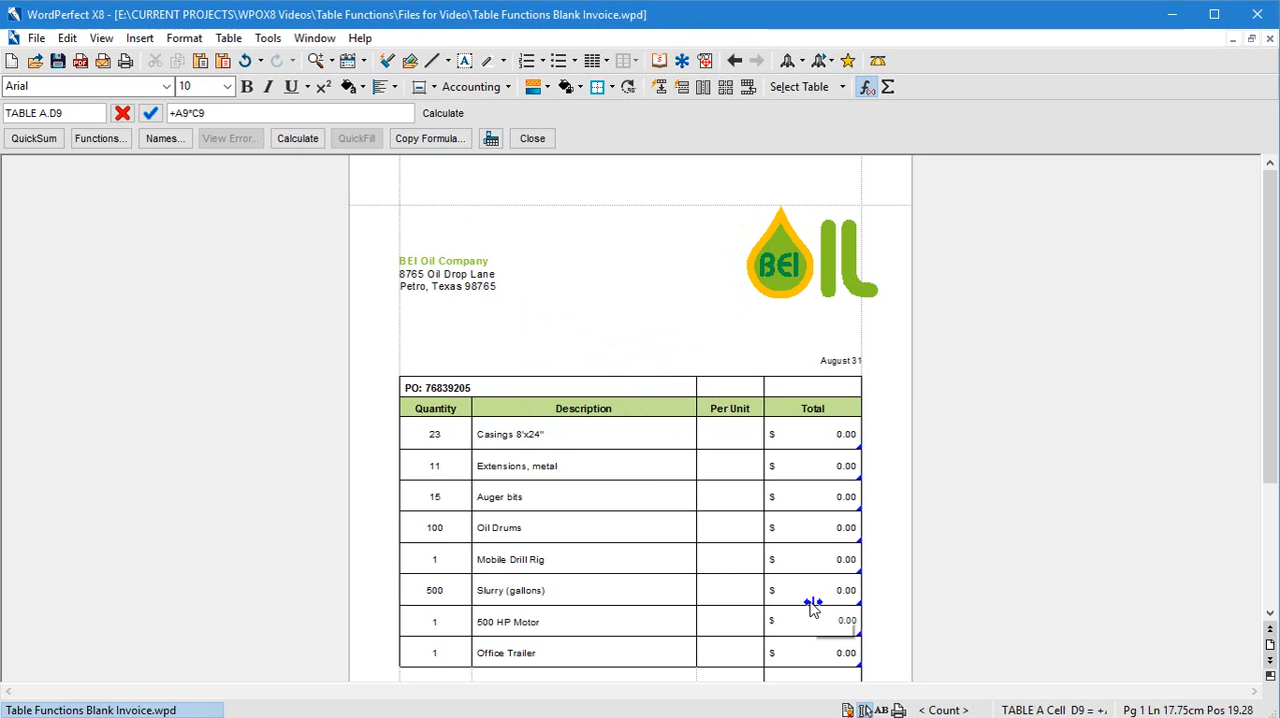 WordPerfect X8 - [E:\CURRENT PROJECTS\WPOX8 Videos\Table Functions\Files for Video\Table Functions Blank Invoice.wpd]
File Edit View Insert Format Table Tools Window Help
Arial 10 B I U x² Accounting Select Table f(x) Σ
TABLE A.D9 +A9*C9 Calculate
QuickSum Functions... Names... View Error... Calculate QuickFill Copy Formula... Close
BEI Oil Company
8765 Oil Drop Lane
Petro, Texas 98765
BEI OIL
August 31
PO: 76839205
Quantity Description Per Unit Total
23 Casings 8'x24" $ 0.00
11 Extensions, metal $ 0.00
15 Auger bits $ 0.00
100 Oil Drums $ 0.00
1 Mobile Drill Rig $ 0.00
500 Slurry (gallons) $ 0.00
1 500 HP Motor $ 0.00
1 Office Trailer $ 0.00
Table Functions Blank Invoice.wpd AB < Count > TABLE A Cell D9 = +, Pg 1 Ln 17.75cm Pos 19.28